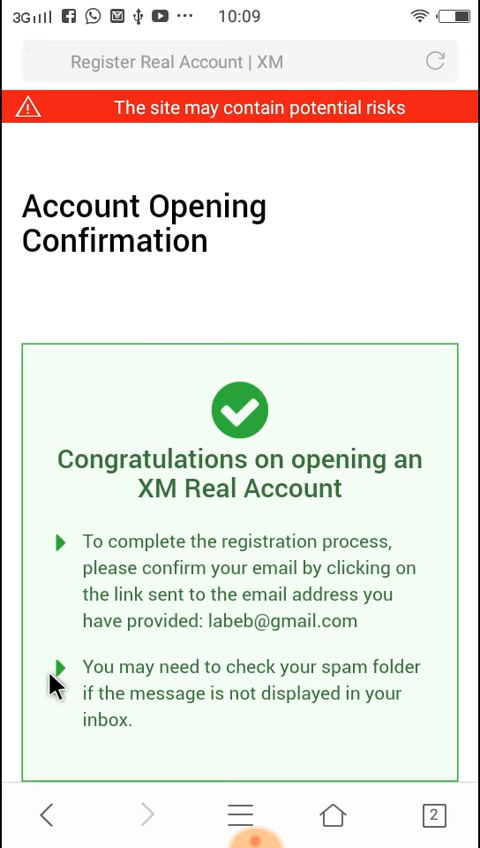 3G 10:09
Register Real Account | XM
The site may contain potential risks
Account Opening
Confirmation
Congratulations on opening an
XM Real Account
To complete the registration process,
please confirm your email by clicking on
the link sent to the email address you
have provided: labeb@gmail.com
You may need to check your spam folder
if the message is not displayed in your
inbox.
2